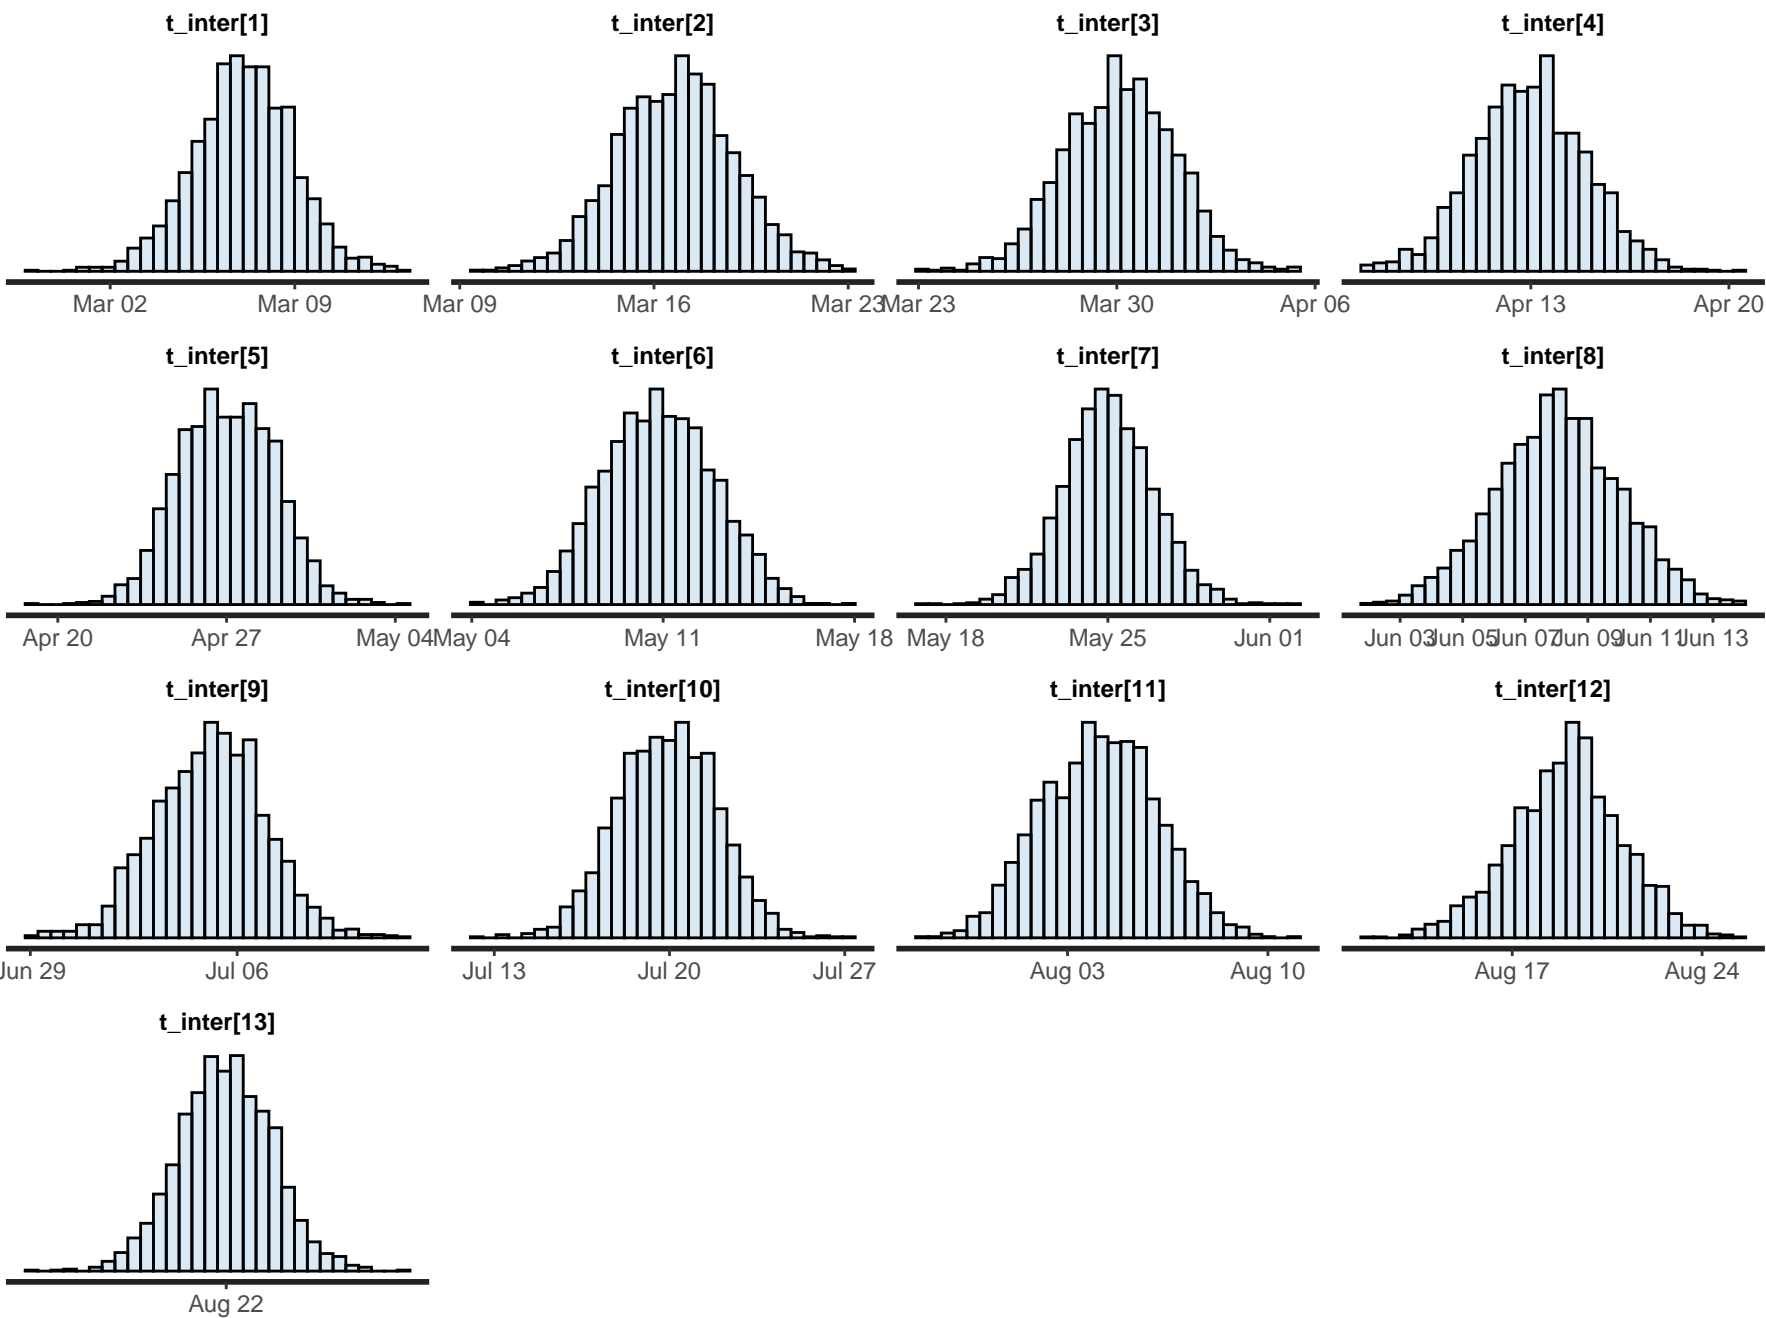 t_inter[1] t_inter[2] t_inter[3] t_inter[4]
Mar 02 Mar 09 Mar 09 Mar 16 Mar 23 Mar 23 Mar 30 Apr 06 Apr 13 Apr 20
t_inter[5] t_inter[6] t_inter[7] t_inter[8]
Apr 20 Apr 27 May 04 May 04 May 11 May 18 May 18 May 25 Jun 01 Jun 03 Jun 05 Jun 07 Jun 09 Jun 11 Jun 13
t_inter[9] t_inter[10] t_inter[11] t_inter[12]
Jun 29 Jul 06 Jul 13 Jul 20 Jul 27 Aug 03 Aug 10 Aug 17 Aug 24
t_inter[13]
Aug 22